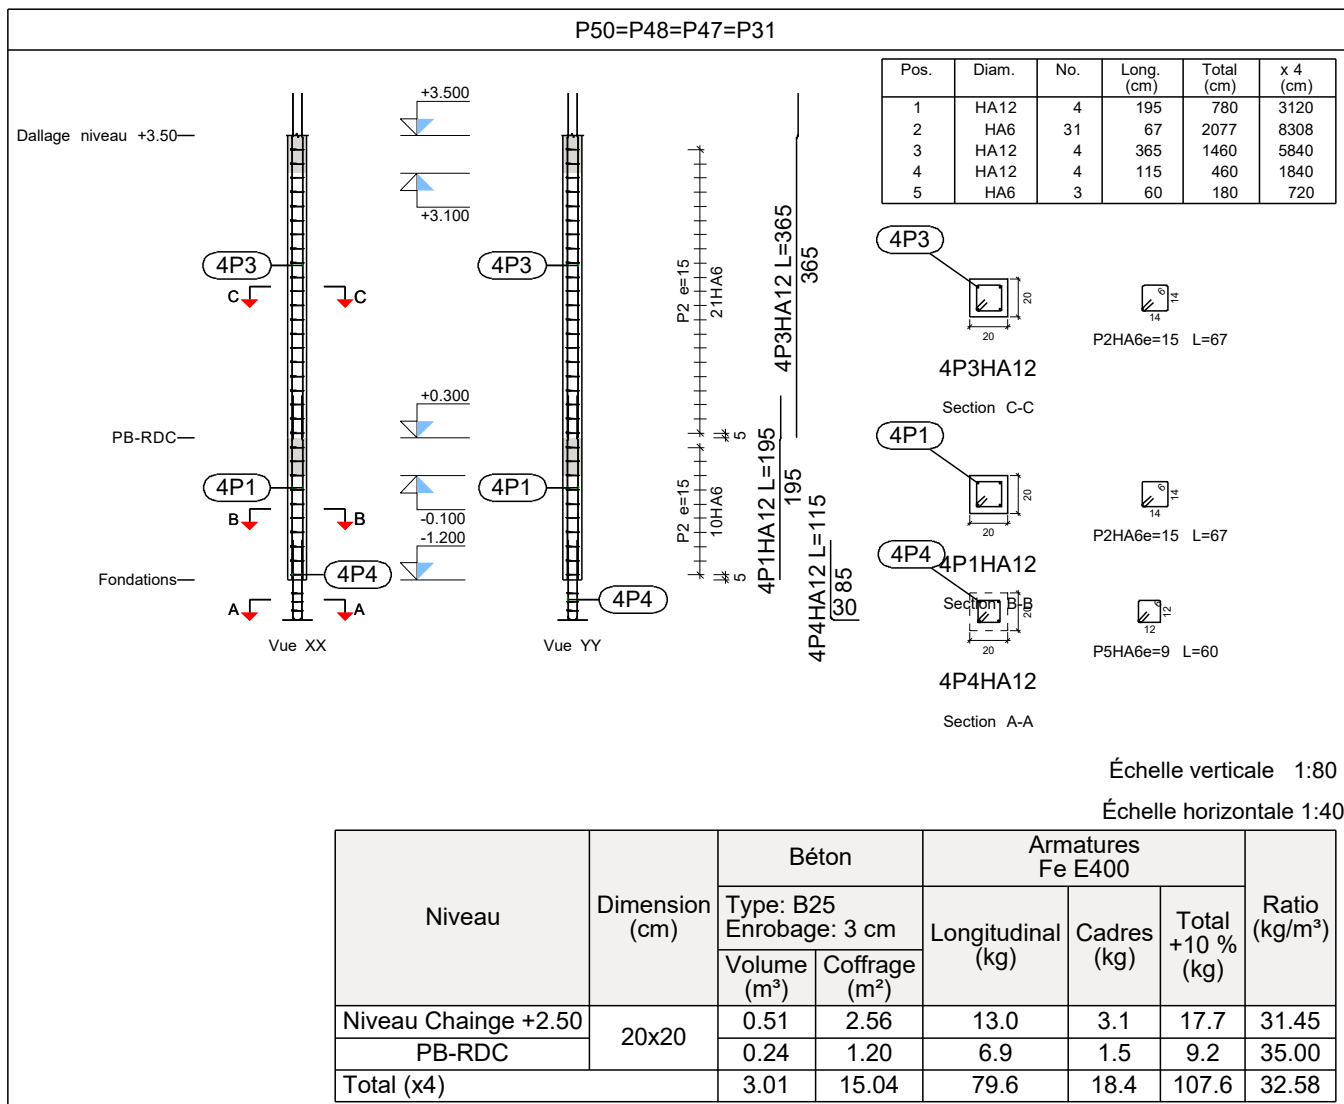 P50=P48=P47=P31
Pos. Diam. No. Long. (cm) Total (cm) x 4 (cm)
1 HA12 4 195 780 3120
2 HA6 31 67 2077 8308
3 HA12 4 365 1460 5840
4 HA12 4 115 460 1840
5 HA6 3 60 180 720
Dallage niveau +3.50
PB-RDC
Fondations
+3.500
+3.100
+0.300
-0.100
-1.200
4P3
C C
4P1
B B
4P4
A A
Vue XX
4P3
4P1
4P4
Vue YY
P2 e=15
21HA6
5
P2 e=15
10HA6
5
4P3HA12 L=365
365
4P1HA12 L=195
195
4P4HA12 L=115
85
30
4P3
20
20
4P3HA12
Section C-C
6
14
14
P2HA6e=15 L=67
4P1
20
20
4P1HA12
Section B-B
6
14
14
P2HA6e=15 L=67
4P4
20
20
4P4HA12
Section A-A
6
12
12
P5HA6e=9 L=60
Échelle verticale 1:80
Échelle horizontale 1:40
Niveau
Dimension
(cm)
Béton
Type: B25
Enrobage: 3 cm
Volume
(m³)
Coffrage
(m²)
Armatures
Fe E400
Longitudinal
(kg)
Cadres
(kg)
Total
+10 %
(kg)
Ratio
(kg/m³)
Niveau Chainge +2.50 20x20 0.51 2.56 13.0 3.1 17.7 31.45
PB-RDC 0.24 1.20 6.9 1.5 9.2 35.00
Total (x4) 3.01 15.04 79.6 18.4 107.6 32.58